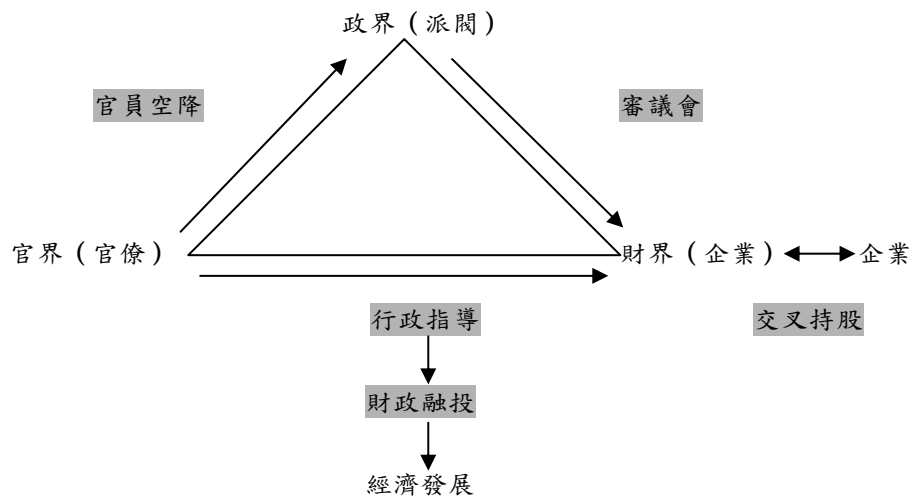 政界（派閥）
官員空降
審議會
官界（官僚）
財界（企業）
企業
行政指導
交叉持股
財政融投
經濟發展